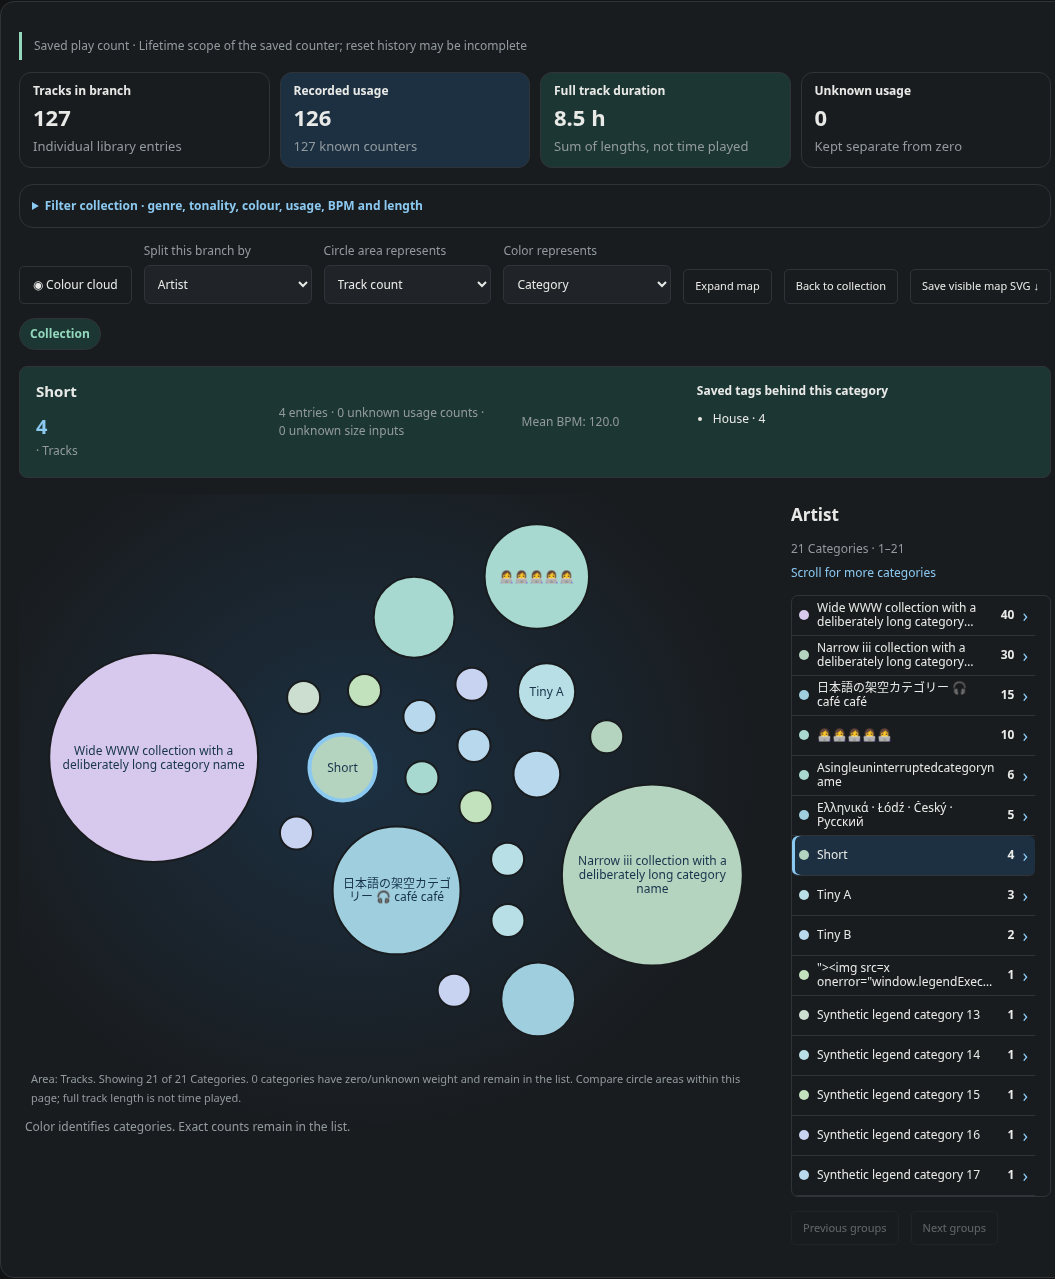 Saved play count · Lifetime scope of the saved counter; reset history may be incomplete
Tracks in branch
127
Individual library entries
Recorded usage
126
127 known counters
Full track duration
8.5 h
Sum of lengths, not time played
Unknown usage
0
Kept separate from zero
▶ Filter collection · genre, tonality, colour, usage, BPM and length
◉ Colour cloud
Split this branch by
Artist
Circle area represents
Track count
Color represents
Category
Expand map
Back to collection
Save visible map SVG ↓
Collection
Short
4
· Tracks
4 entries · 0 unknown usage counts ·
0 unknown size inputs
Mean BPM: 120.0
Saved tags behind this category
• House · 4
👩‍💻👩‍💻👩‍💻👩‍💻👩‍💻
Tiny A
Wide WWW collection with a
deliberately long category name
Short
Narrow iii collection with a
deliberately long category
name
日本語の架空カテゴ
リー 🎧 café café
Area: Tracks. Showing 21 of 21 Categories. 0 categories have zero/unknown weight and remain in the list. Compare circle areas within this
page; full track length is not time played.
Color identifies categories. Exact counts remain in the list.
Artist
21 Categories · 1–21
Scroll for more categories
Wide WWW collection with a
deliberately long category…
40 ›
Narrow iii collection with a
deliberately long category…
30 ›
日本語の架空カテゴリー 🎧
café café
15 ›
👩‍💻👩‍💻👩‍💻👩‍💻👩‍💻 10 ›
Asingleuninterruptedcategoryn
ame
6 ›
Ελληνικά · Łódź · Český ·
Русский
5 ›
Short 4 ›
Tiny A 3 ›
Tiny B 2 ›
"><img src=x
onerror="window.legendExec…
1 ›
Synthetic legend category 13 1 ›
Synthetic legend category 14 1 ›
Synthetic legend category 15 1 ›
Synthetic legend category 16 1 ›
Synthetic legend category 17 1 ›
Previous groups
Next groups